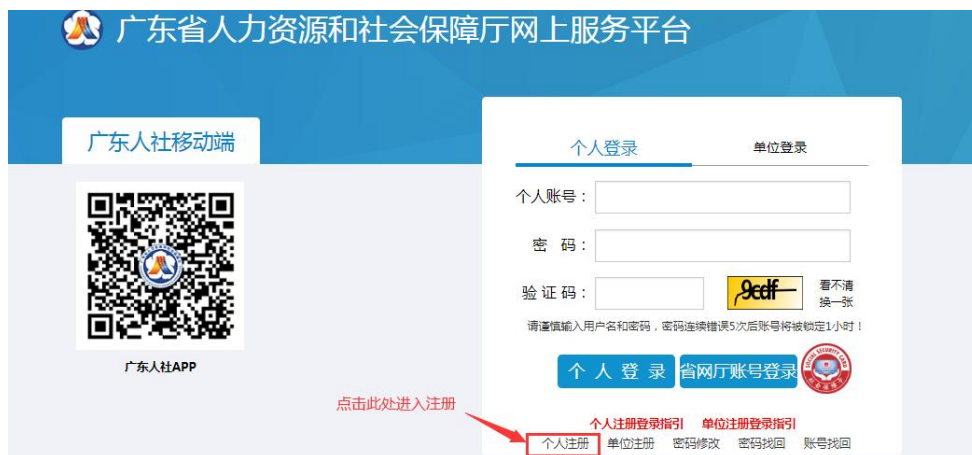 广东省人力资源和社会保障厅网上服务平台
广东人社移动端
广东人社APP
个人登录
单位登录
个人账号：
密 码：
验证码：
9cdf
看不清
换一张
请谨慎输入用户名和密码，密码连续错误5次后账号将被锁定1小时！
个 人 登 录
省网厅账号登录
SOCIAL SECURITY CARD
点击此处进入注册
个人注册登录指引 单位注册登录指引
个人注册 单位注册 密码修改 密码找回 账号找回